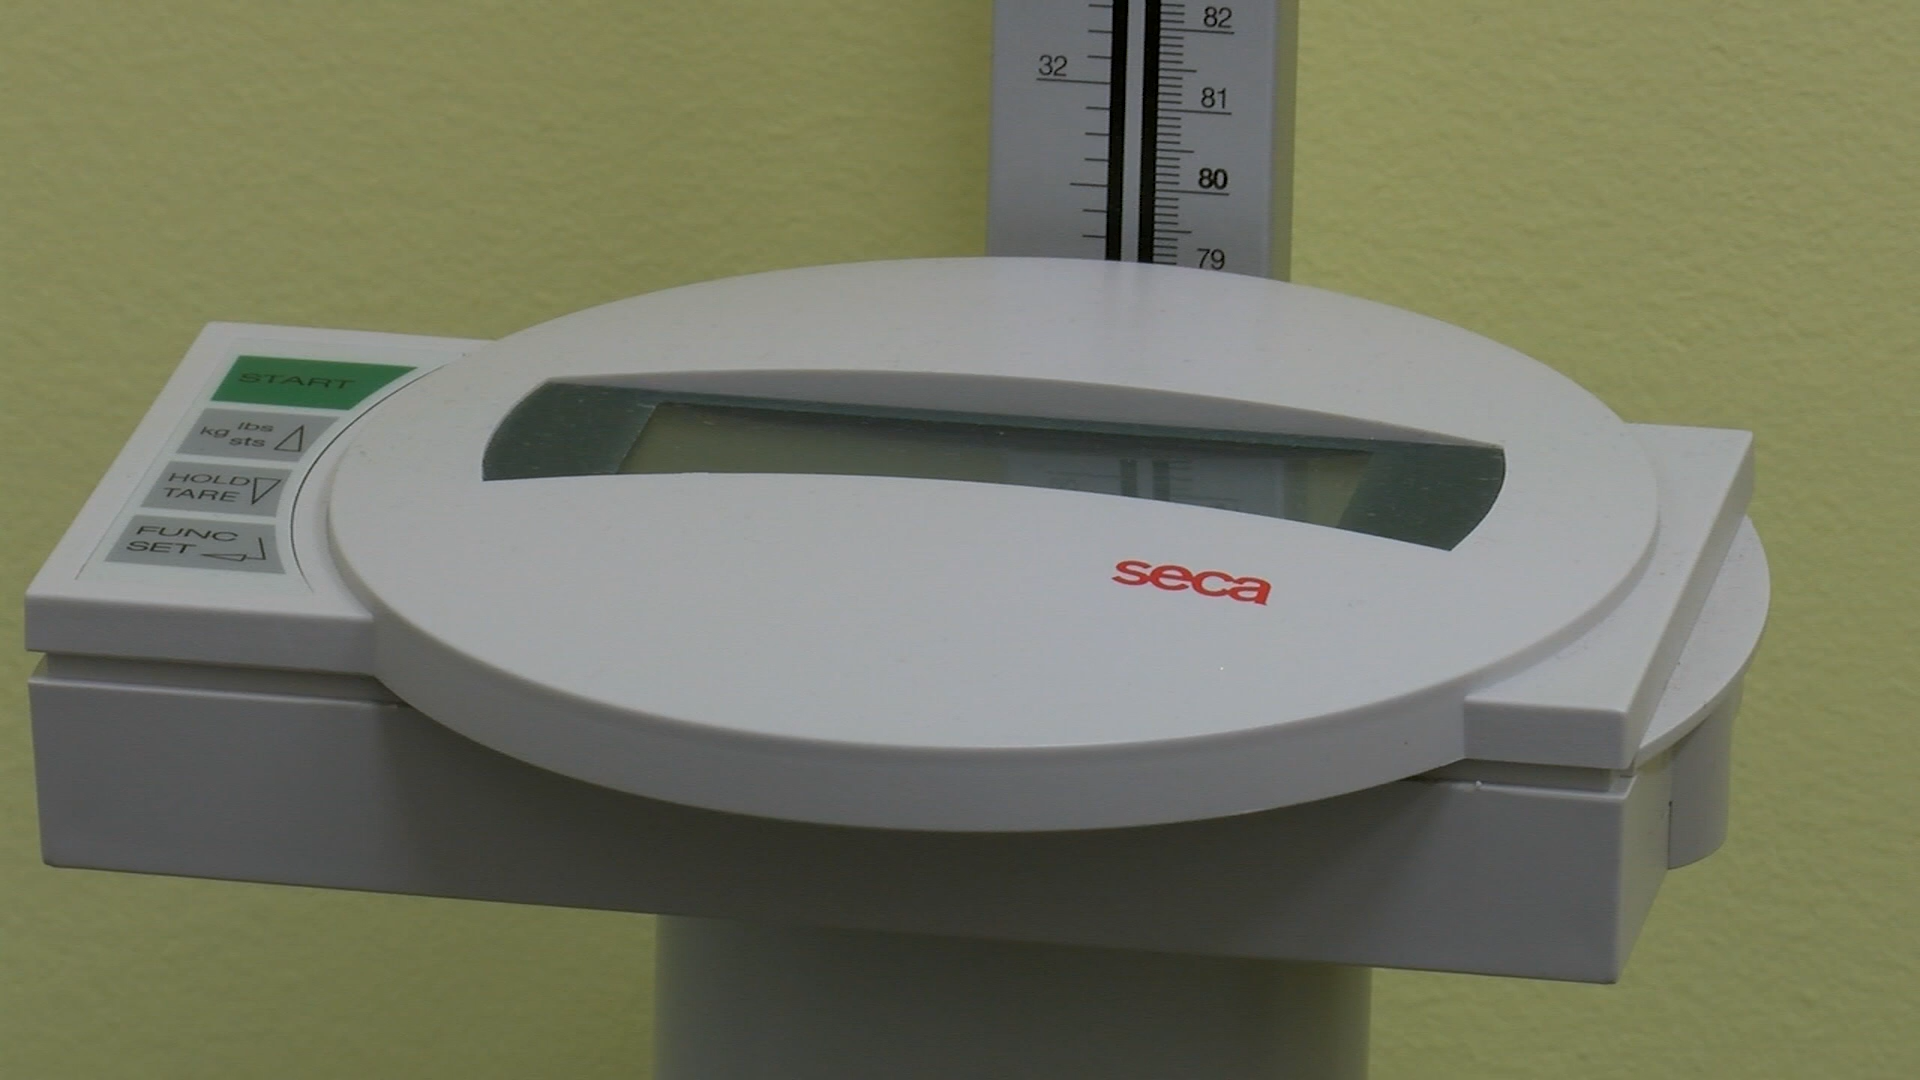 82
32
81
80
79
START
kg lbs
sts
HOLD
TARE
FUNC
SET
seca